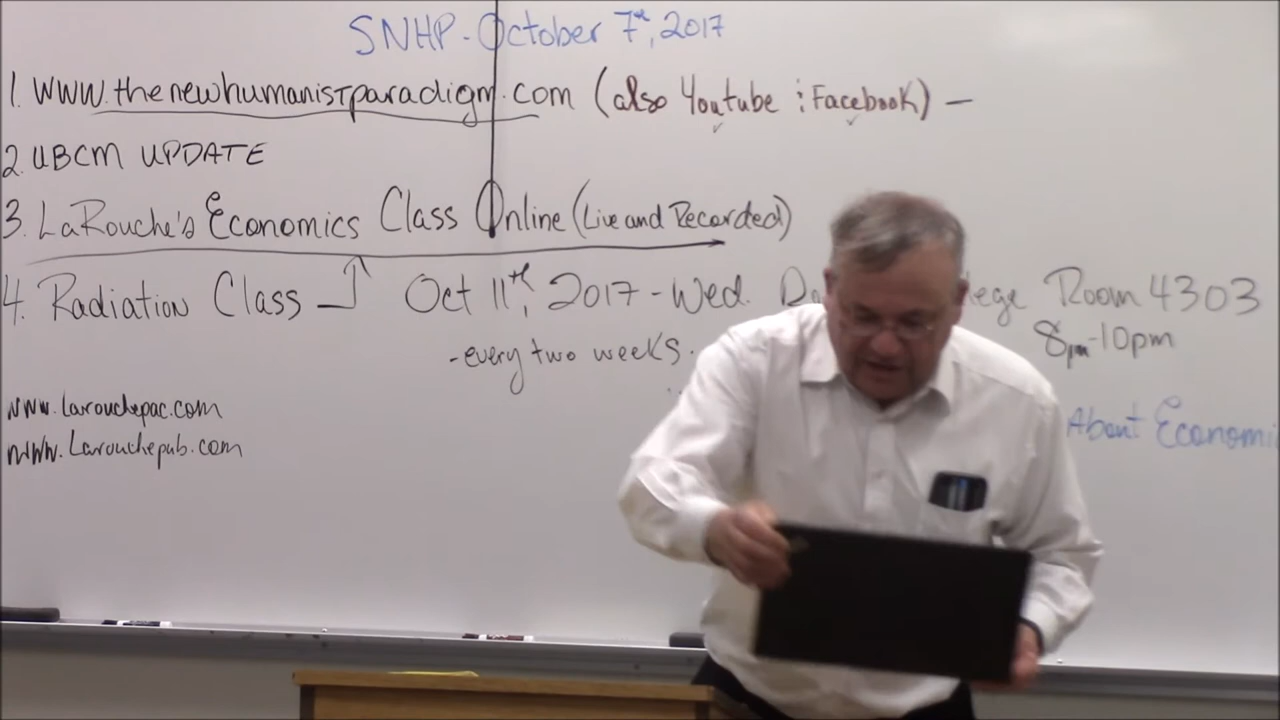 SNHP - October 7th, 2017
1. WWW.thenewhumanistparadigm.com (also Youtube & Facebook) —
2. UBCM UPDATE
3. LaRouche's Economics Class Online (Live and Recorded)
4. Radiation Class — Oct 11th, 2017 - Wed. Room 4303
8pm-10pm
- every two weeks.
www.larouchepac.com
About
www.Larouchepub.com